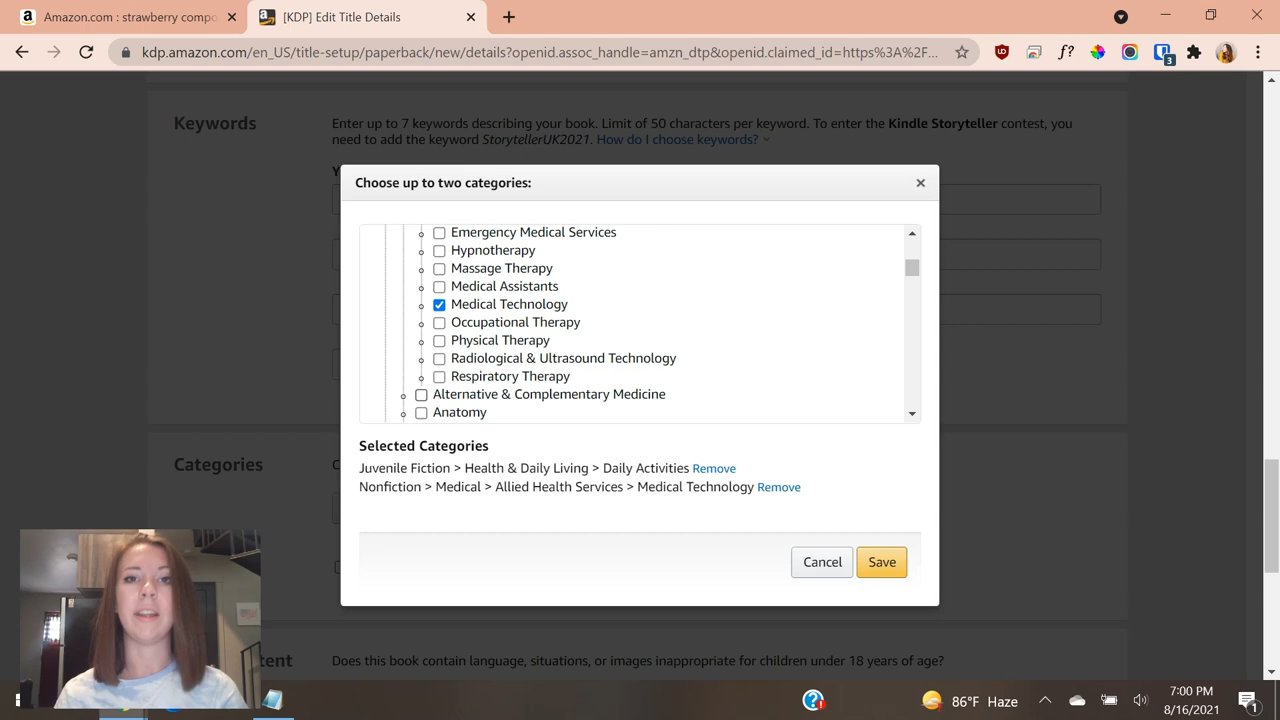 Amazon.com : strawberry compo
[KDP] Edit Title Details
kdp.amazon.com/en_US/title-setup/paperback/new/details?openid.assoc_handle=amzn_dtp&openid.claimed_id=https%3A%2F...
3
Keywords
Enter up to 7 keywords describing your book. Limit of 50 characters per keyword. To enter the Kindle Storyteller contest, you
need to add the keyword StorytellerUK2021. How do I choose keywords?
Choose up to two categories:
Emergency Medical Services
Hypnotherapy
Massage Therapy
Medical Assistants
Medical Technology
Occupational Therapy
Physical Therapy
Radiological & Ultrasound Technology
Respiratory Therapy
Alternative & Complementary Medicine
Anatomy
Selected Categories
Juvenile Fiction > Health & Daily Living > Daily Activities Remove
Nonfiction > Medical > Allied Health Services > Medical Technology Remove
Categories
Cancel
Save
tent
Does this book contain language, situations, or images inappropriate for children under 18 years of age?
86°F Haze
7:00 PM
8/16/2021
1